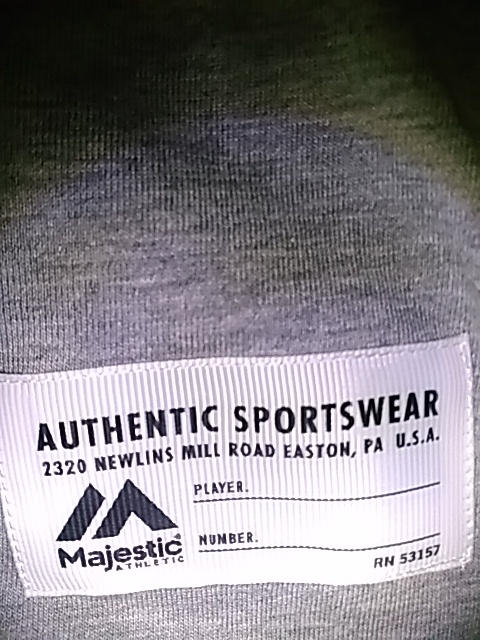 AUTHENTIC SPORTSWEAR
2320 NEWLINS MILL ROAD EASTON, PA U.S.A.
PLAYER.
NUMBER.
Majestic®
ATHLETIC
RN 53157